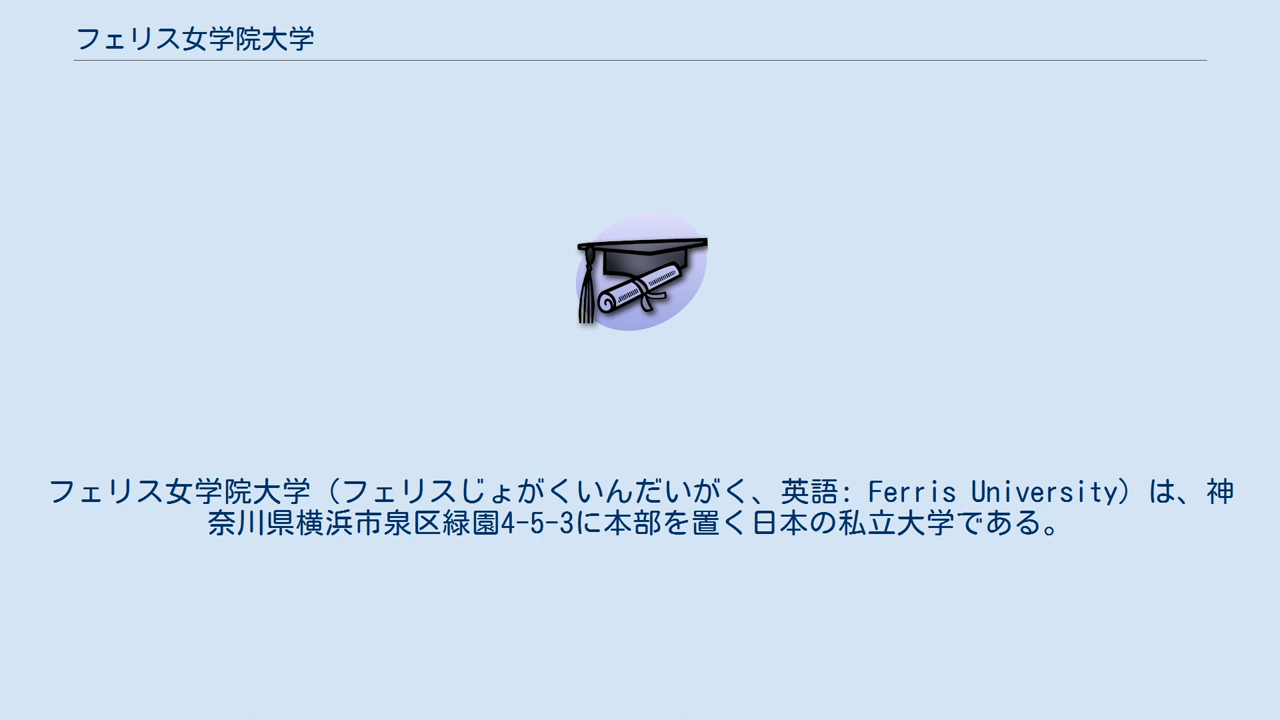 フェリス女学院大学
フェリス女学院大学（フェリスじょがくいんだいがく、英語: Ferris University）は、神
奈川県横浜市泉区緑園4-5-3に本部を置く日本の私立大学である。